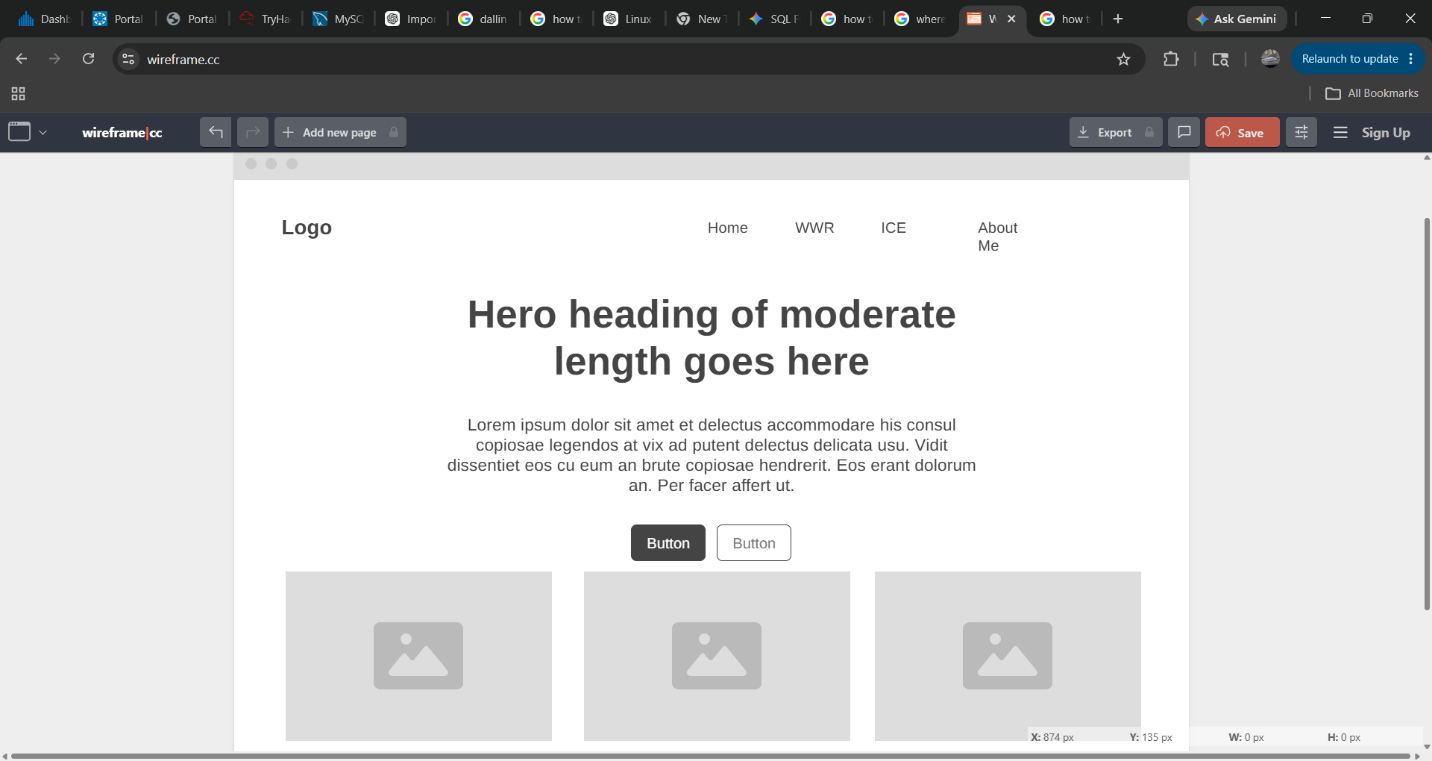 Dashb
Portal
Portal
TryHa
MySQ
Impor
dallin
how t
Linux
New T
SQL F
how t
where
W
how t
Ask Gemini
wireframe.cc
Relaunch to update
All Bookmarks
wireframe|cc
Add new page
Export
Save
Sign Up
Logo
Home
WWR
ICE
About
Me
Hero heading of moderate
length goes here
Lorem ipsum dolor sit amet et delectus accommodare his consul
copiosae legendos at vix ad putent delectus delicata usu. Vidit
dissentiet eos cu eum an brute copiosae hendrerit. Eos erant dolorum
an. Per facer affert ut.
Button
Button
X: 874 px
Y: 135 px
W: 0 px
H: 0 px